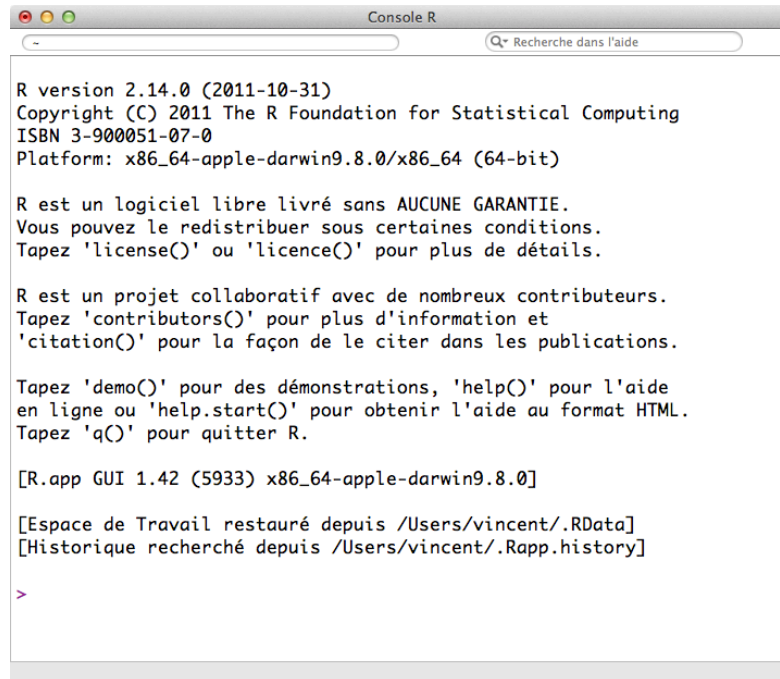 Console R
~
Recherche dans l'aide
R version 2.14.0 (2011-10-31)
Copyright (C) 2011 The R Foundation for Statistical Computing
ISBN 3-900051-07-0
Platform: x86_64-apple-darwin9.8.0/x86_64 (64-bit)
R est un logiciel libre livré sans AUCUNE GARANTIE.
Vous pouvez le redistribuer sous certaines conditions.
Tapez 'license()' ou 'licence()' pour plus de détails.
R est un projet collaboratif avec de nombreux contributeurs.
Tapez 'contributors()' pour plus d'information et
'citation()' pour la façon de le citer dans les publications.
Tapez 'demo()' pour des démonstrations, 'help()' pour l'aide
en ligne ou 'help.start()' pour obtenir l'aide au format HTML.
Tapez 'q()' pour quitter R.
[R.app GUI 1.42 (5933) x86_64-apple-darwin9.8.0]
[Espace de Travail restauré depuis /Users/vincent/.RData]
[Historique recherché depuis /Users/vincent/.Rapp.history]
>